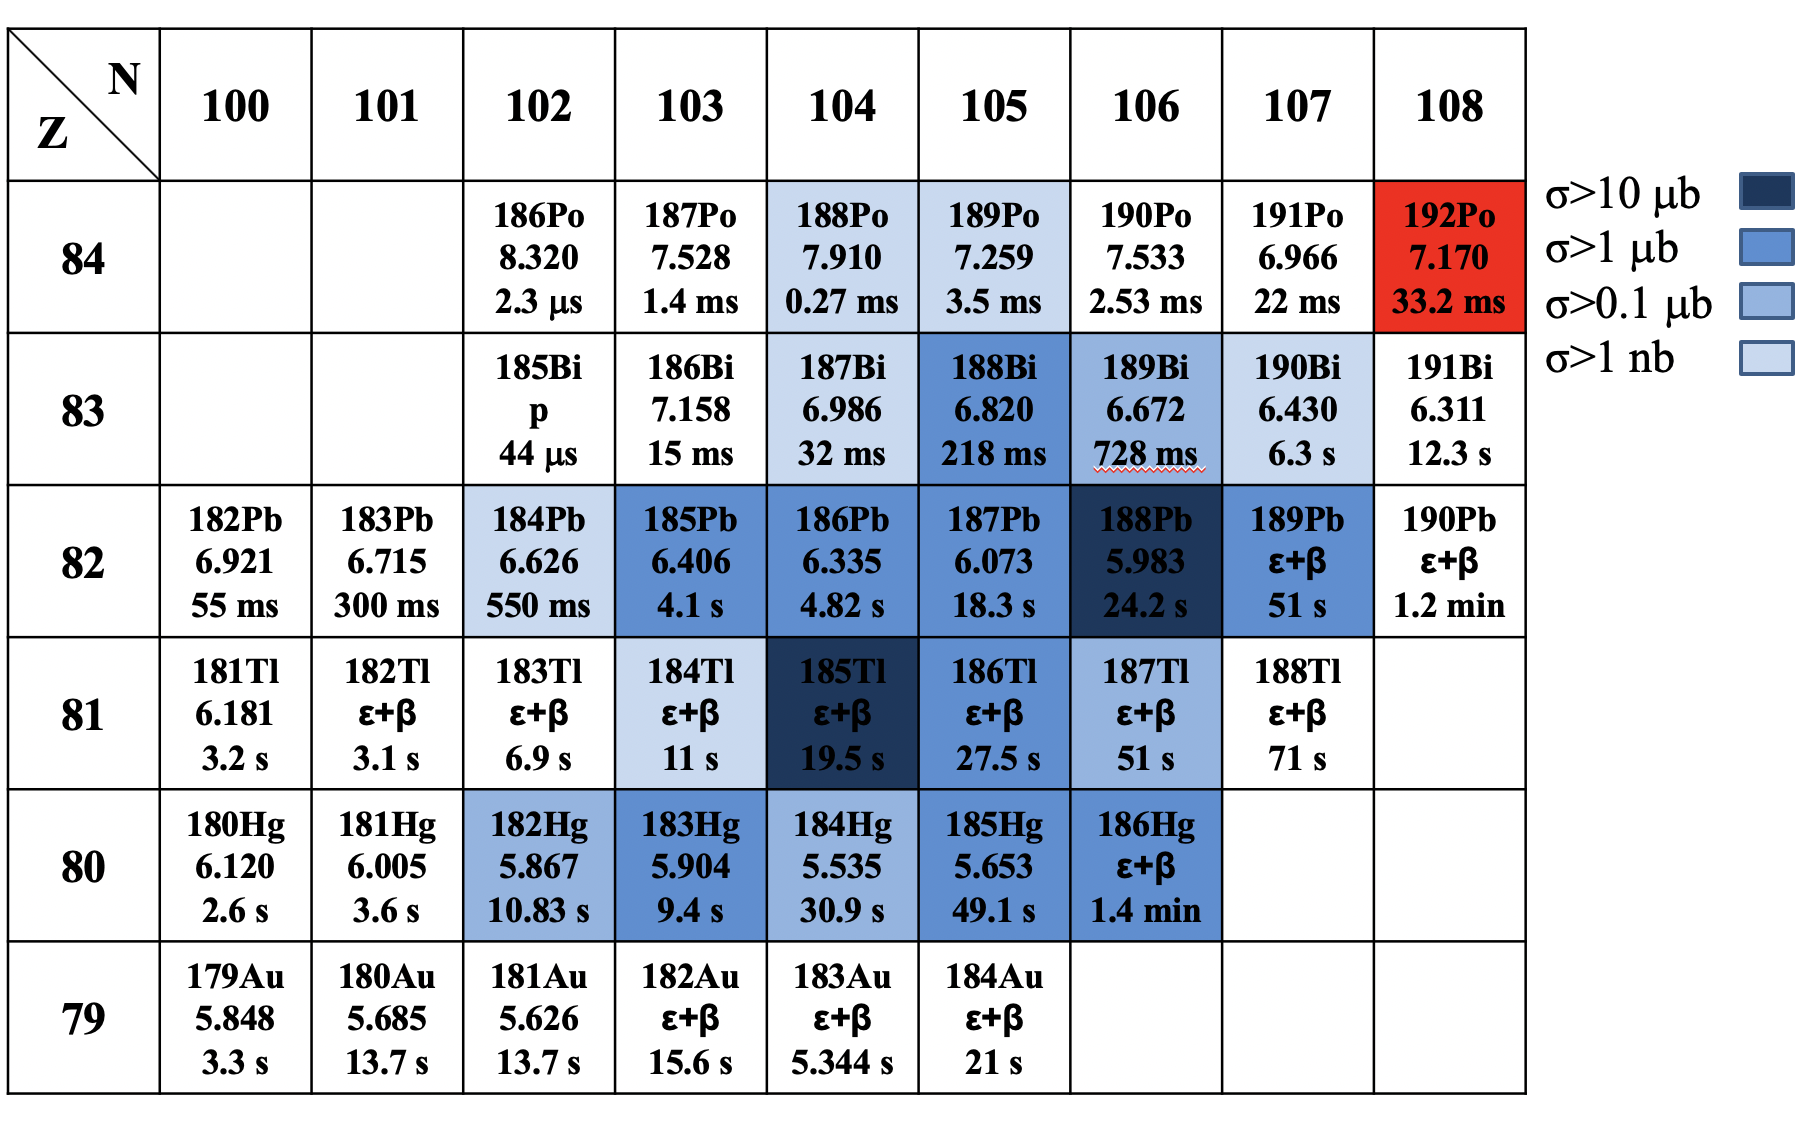 N
Z
100 101 102 103 104 105 106 107 108
84
186Po 187Po 188Po 189Po 190Po 191Po 192Po
8.320 7.528 7.910 7.259 7.533 6.966 7.170
2.3 μs 1.4 ms 0.27 ms 3.5 ms 2.53 ms 22 ms 33.2 ms
83
185Bi 186Bi 187Bi 188Bi 189Bi 190Bi 191Bi
p 7.158 6.986 6.820 6.672 6.430 6.311
44 μs 15 ms 32 ms 218 ms 728 ms 6.3 s 12.3 s
82
182Pb 183Pb 184Pb 185Pb 186Pb 187Pb 188Pb 189Pb 190Pb
6.921 6.715 6.626 6.406 6.335 6.073 5.983 ε+β ε+β
55 ms 300 ms 550 ms 4.1 s 4.82 s 18.3 s 24.2 s 51 s 1.2 min
81
181Tl 182Tl 183Tl 184Tl 185Tl 186Tl 187Tl 188Tl
6.181 ε+β ε+β ε+β ε+β ε+β ε+β ε+β
3.2 s 3.1 s 6.9 s 11 s 19.5 s 27.5 s 51 s 71 s
80
180Hg 181Hg 182Hg 183Hg 184Hg 185Hg 186Hg
6.120 6.005 5.867 5.904 5.535 5.653 ε+β
2.6 s 3.6 s 10.83 s 9.4 s 30.9 s 49.1 s 1.4 min
79
179Au 180Au 181Au 182Au 183Au 184Au
5.848 5.685 5.626 ε+β ε+β ε+β
3.3 s 13.7 s 13.7 s 15.6 s 5.344 s 21 s
σ>10 μb
σ>1 μb
σ>0.1 μb
σ>1 nb